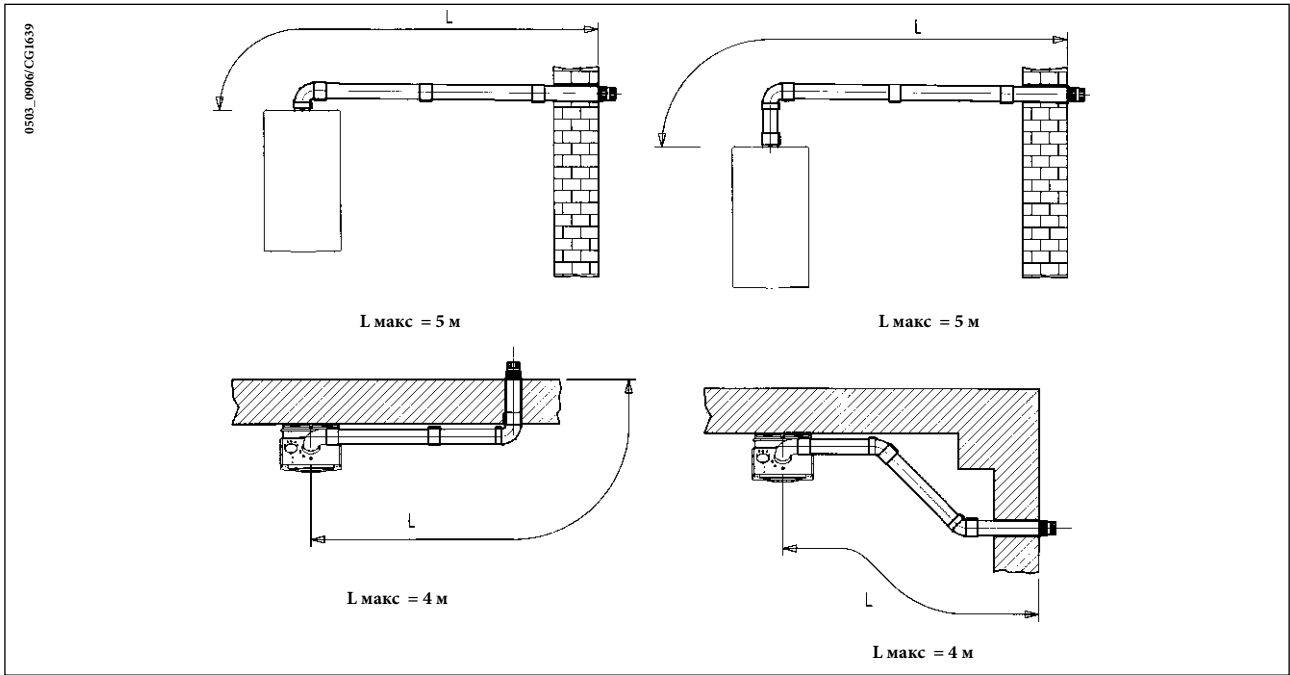 0503_0906/CG1639
L
L
L макс = 5 м
L макс = 5 м
L
L
L макс = 4 м
L макс = 4 м